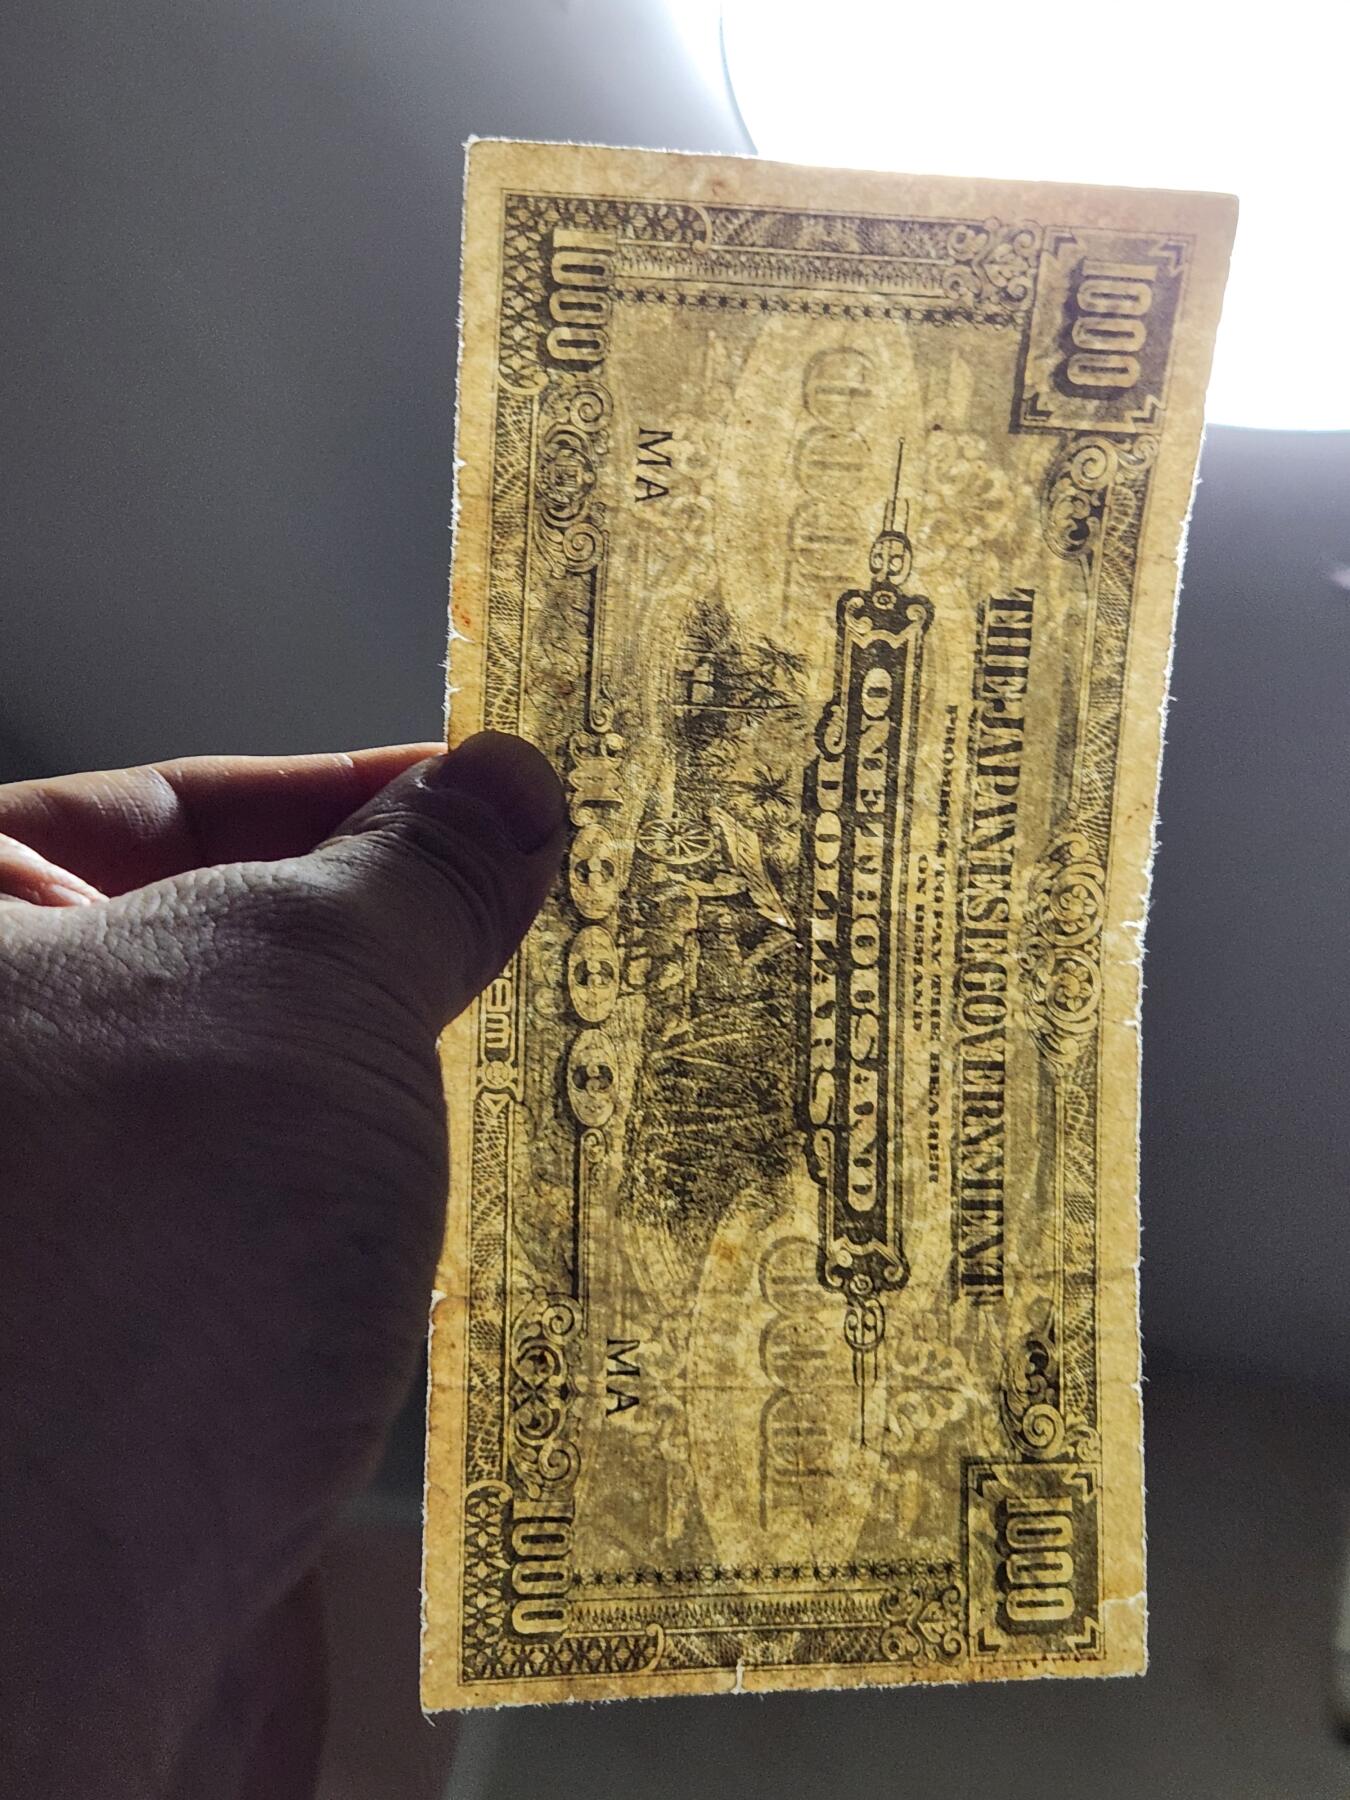 1000 1000
THE JAPANESE GOVERNMENT
PROMISES TO PAY THE BEARER
ON DEMAND
ONE THOUSAND
DOLLARS
MA MA
1000 1000